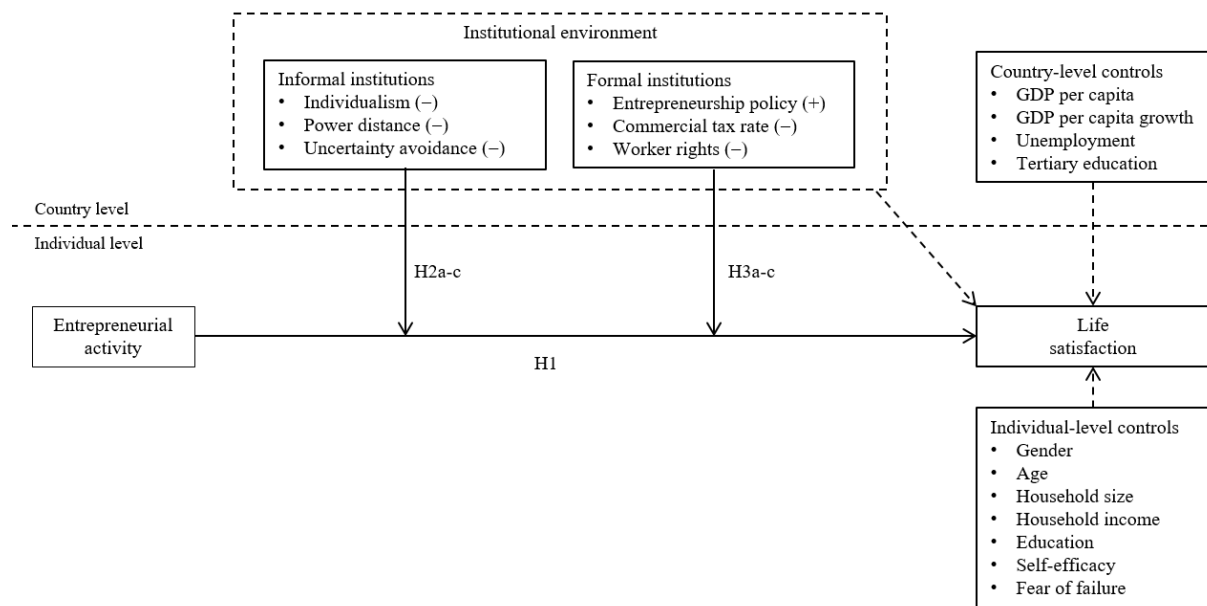 Institutional environment
Informal institutions
• Individualism (−)
• Power distance (−)
• Uncertainty avoidance (−)
Formal institutions
• Entrepreneurship policy (+)
• Commercial tax rate (−)
• Worker rights (−)
Country-level controls
• GDP per capita
• GDP per capita growth
• Unemployment
• Tertiary education
Country level
Individual level
H2a-c
H3a-c
Entrepreneurial
activity
H1
Life
satisfaction
Individual-level controls
• Gender
• Age
• Household size
• Household income
• Education
• Self-efficacy
• Fear of failure